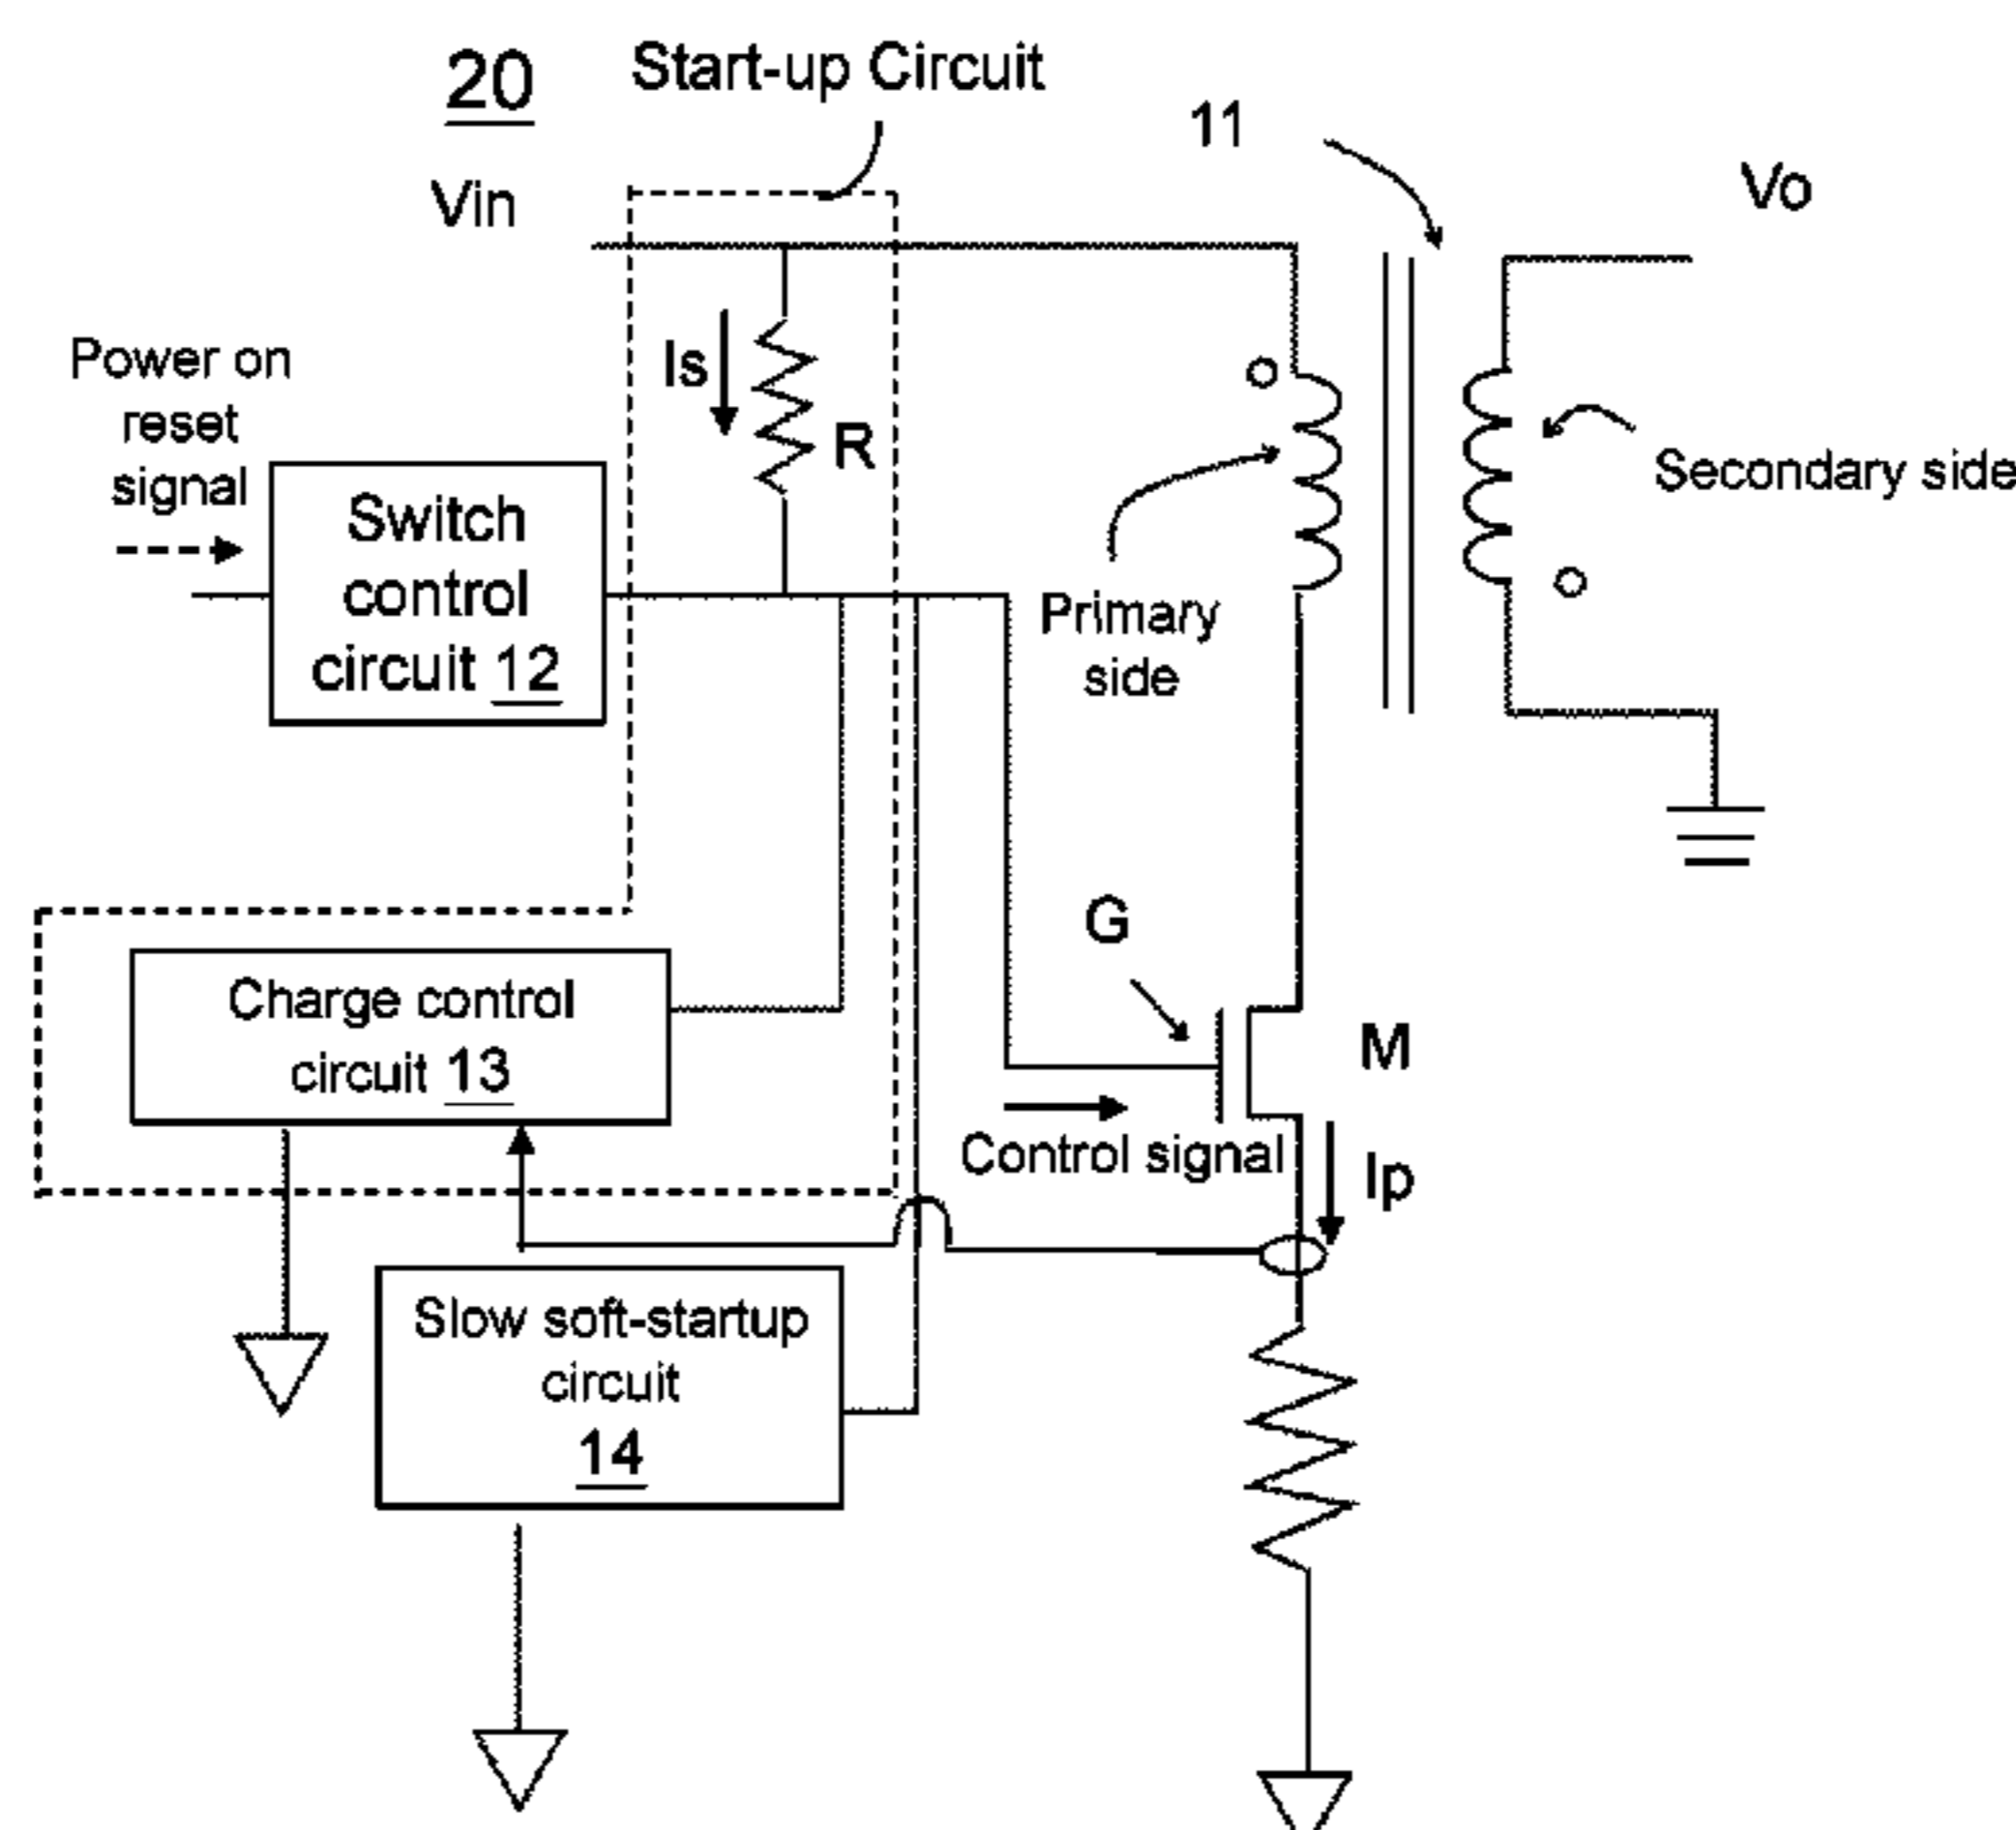 20
Start-up Circuit
11
Vin
Vo
Power on
reset
signal
Is
R
Switch
control
circuit 12
Secondary side
Primary
side
G
Charge control
circuit 13
M
Control signal
Ip
Slow soft-startup
circuit
14